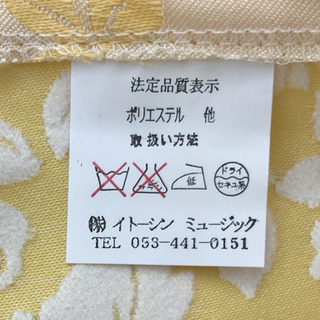 法定品質表示
ポリエステル 他
取扱い方法
低 ドライ
セキユ系
㈱イトーシン ミュージック
TEL 053-441-0151